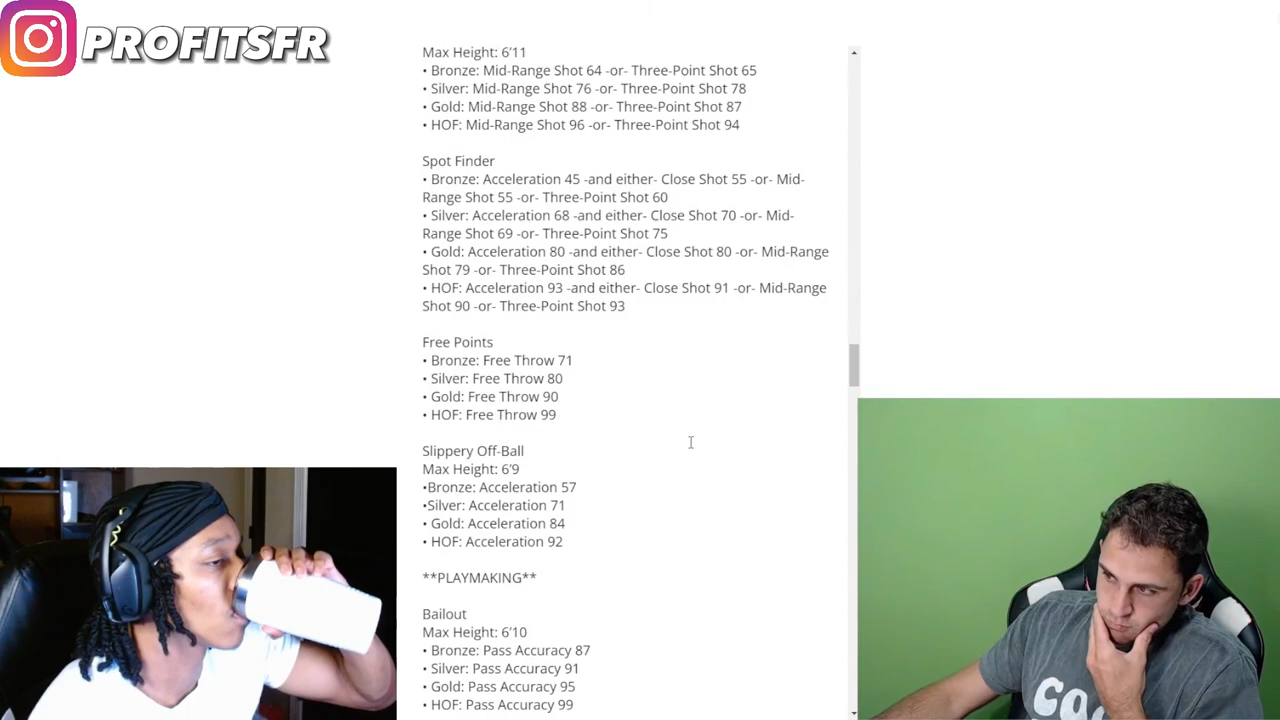 PROFITSFR
Max Height: 6'11
• Bronze: Mid-Range Shot 64 -or- Three-Point Shot 65
• Silver: Mid-Range Shot 76 -or- Three-Point Shot 78
• Gold: Mid-Range Shot 88 -or- Three-Point Shot 87
• HOF: Mid-Range Shot 96 -or- Three-Point Shot 94
Spot Finder
• Bronze: Acceleration 45 -and either- Close Shot 55 -or- Mid-
Range Shot 55 -or- Three-Point Shot 60
• Silver: Acceleration 68 -and either- Close Shot 70 -or- Mid-
Range Shot 69 -or- Three-Point Shot 75
• Gold: Acceleration 80 -and either- Close Shot 80 -or- Mid-Range
Shot 79 -or- Three-Point Shot 86
• HOF: Acceleration 93 -and either- Close Shot 91 -or- Mid-Range
Shot 90 -or- Three-Point Shot 93
Free Points
• Bronze: Free Throw 71
• Silver: Free Throw 80
• Gold: Free Throw 90
• HOF: Free Throw 99
Slippery Off-Ball
Max Height: 6'9
•Bronze: Acceleration 57
•Silver: Acceleration 71
• Gold: Acceleration 84
• HOF: Acceleration 92
**PLAYMAKING**
Bailout
Max Height: 6'10
• Bronze: Pass Accuracy 87
• Silver: Pass Accuracy 91
• Gold: Pass Accuracy 95
• HOF: Pass Accuracy 99